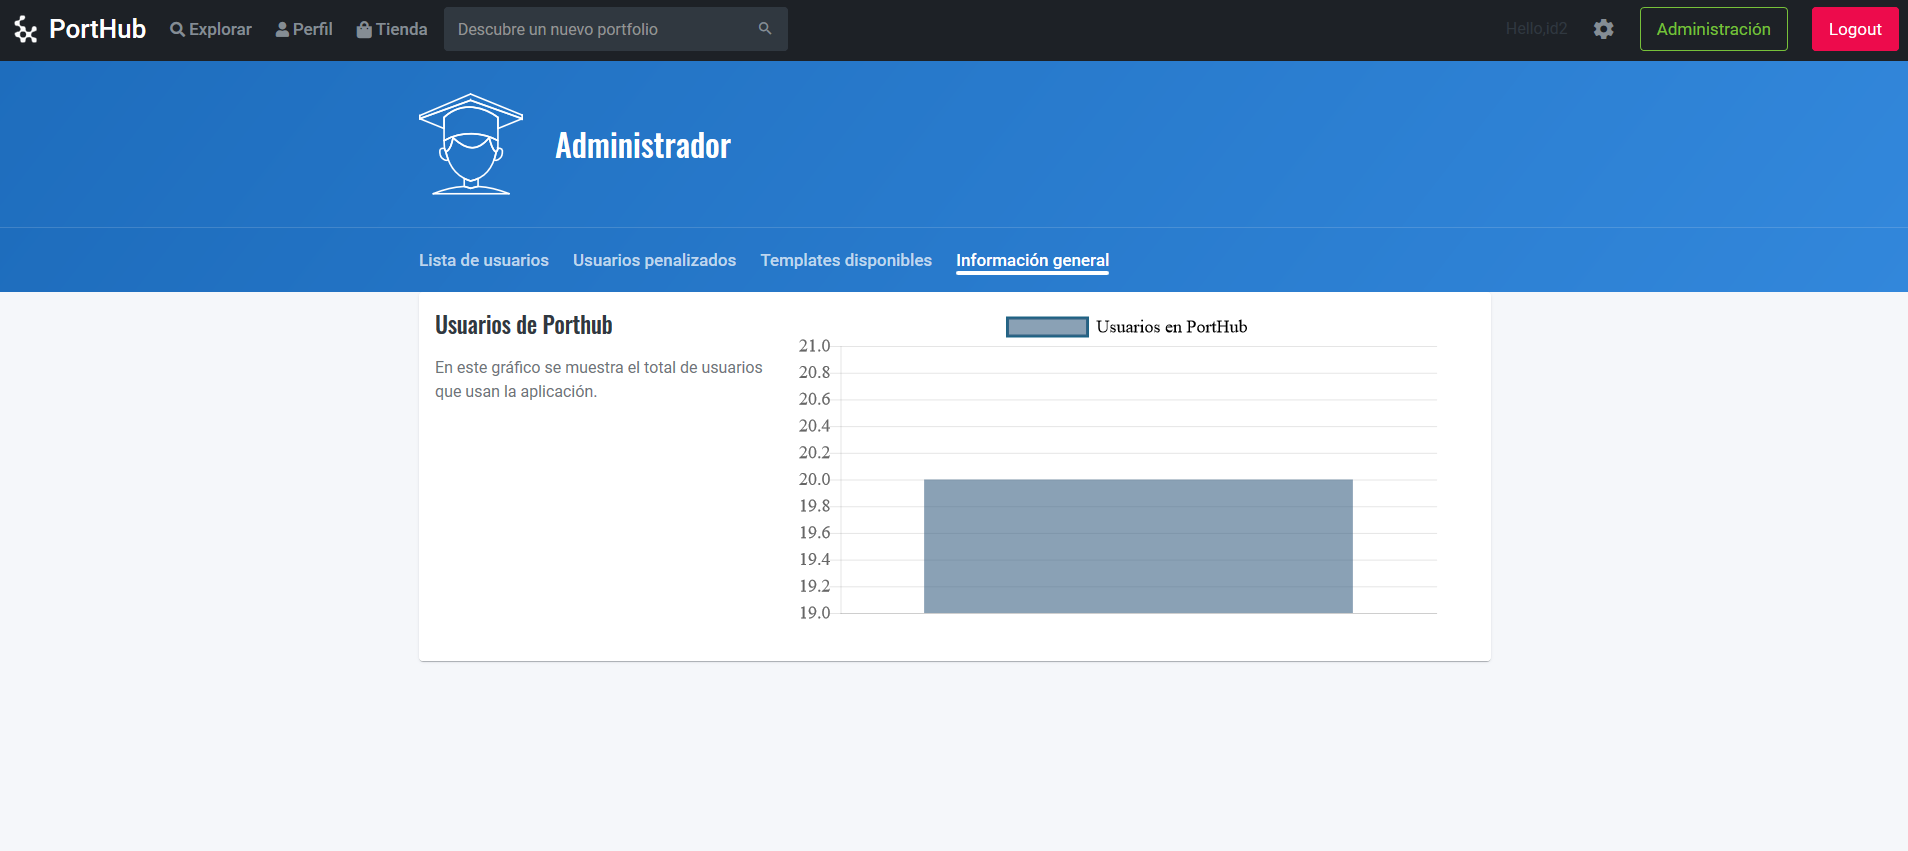 PortHub Explorar Perfil Tienda Descubre un nuevo portfolio Hello,id2 Administración Logout
Administrador
Lista de usuarios Usuarios penalizados Templates disponibles Información general
Usuarios de Porthub
En este gráfico se muestra el total de usuarios
que usan la aplicación.
Usuarios en PortHub
21.0
20.8
20.6
20.4
20.2
20.0
19.8
19.6
19.4
19.2
19.0